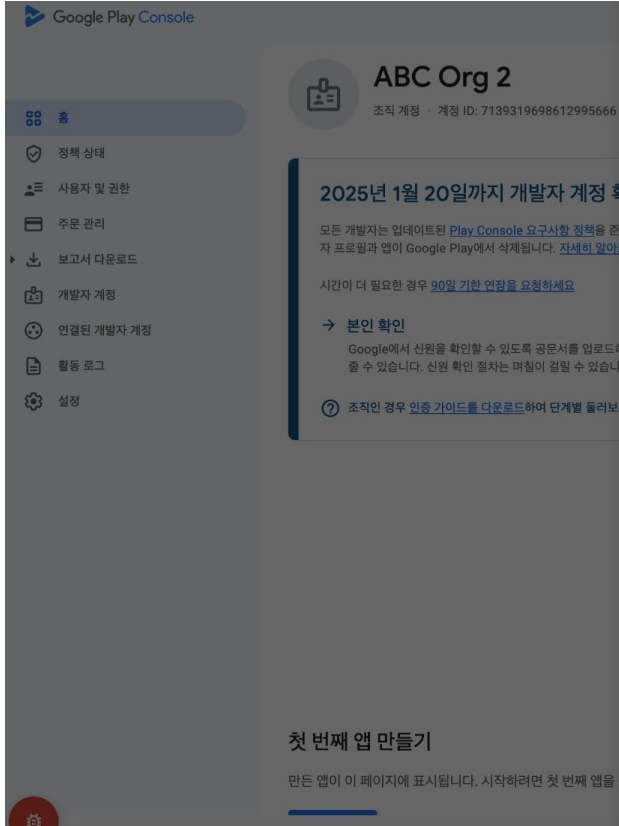 Google Play Console
ABC Org 2
조직 계정 · 계정 ID: 7139319698612995666
홈
정책 상태
사용자 및 권한
주문 관리
보고서 다운로드
개발자 계정
연결된 개발자 계정
활동 로그
설정
2025년 1월 20일까지 개발자 계정
모든 개발자는 업데이트된 Play Console 요구사항 정책을 준
자 프로필과 앱이 Google Play에서 삭제됩니다. 자세히 알아
시간이 더 필요한 경우 90일 기한 연장을 요청하세요
본인 확인
Google에서 신원을 확인할 수 있도록 공문서를 업로드
줄 수 있습니다. 신원 확인 절차는 며칠이 걸릴 수 있습니
조직인 경우 인증 가이드를 다운로드하여 단계별 둘러보
첫 번째 앱 만들기
만든 앱이 이 페이지에 표시됩니다. 시작하려면 첫 번째 앱을